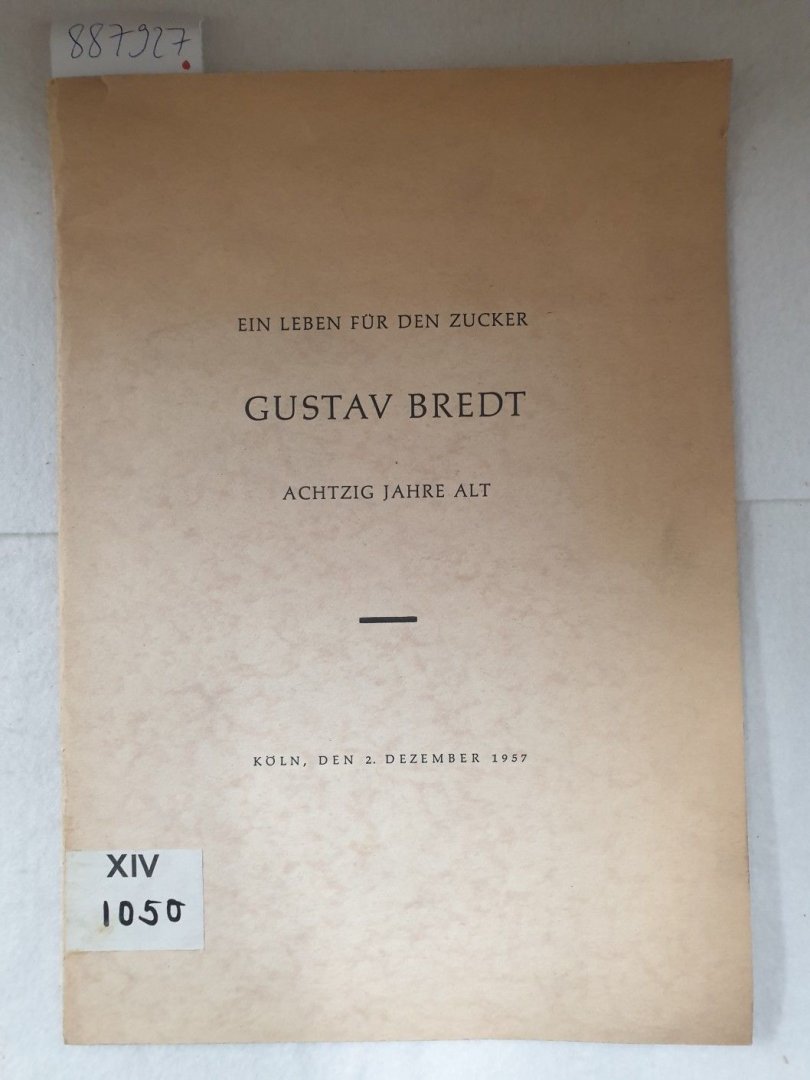 887927
EIN LEBEN FÜR DEN ZUCKER
GUSTAV BREDT
ACHTZIG JAHRE ALT
KÖLN, DEN 2. DEZEMBER 1957
XIV
1050